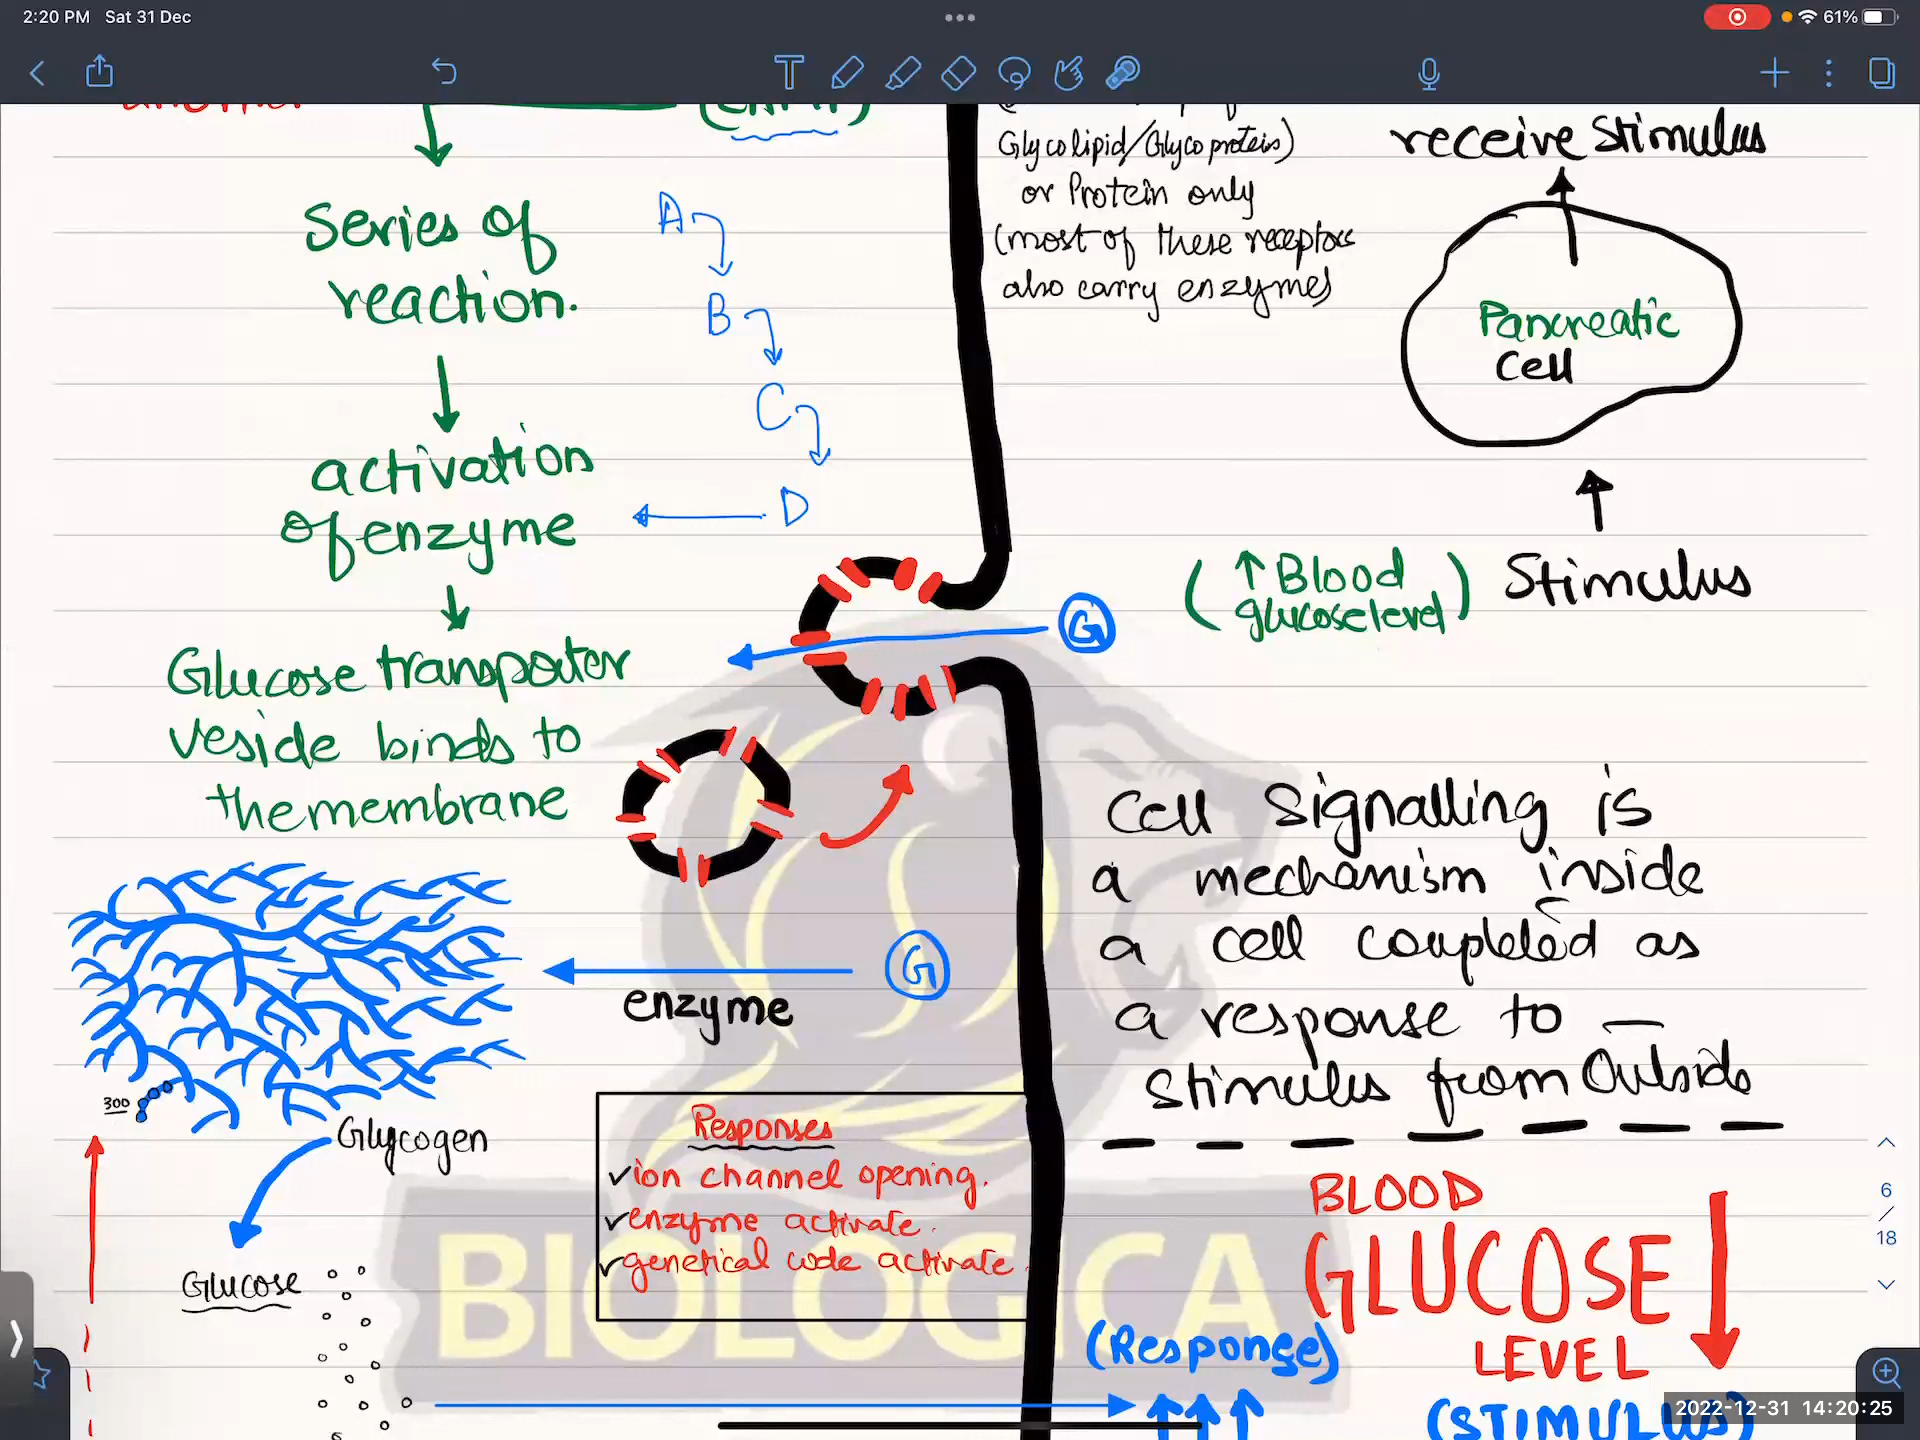 2:20 PM Sat 31 Dec
61%
Series of
reaction.
A
B
C
D
activation
of enzyme
Glucose transporter
vesicle binds to
the membrane
Glycolipid/Glycoprotein)
or Protein only
(most of these receptors
also carry enzymes)
receive Stimulus
Pancreatic
Cell
(↑ Blood
glucose level)
Stimulus
G
G
enzyme
Cell Signalling is
a mechanism inside
a cell coupleled as
a response to —
Stimulus from Outside
300
Glycogen
Glucose
Responses
✓ion channel opening.
✓enzyme activate.
✓genetical code activate.
BIOLOGICA
BLOOD
GLUCOSE
LEVEL
(STIMULUS)
(Response)
6
/
18
2022-12-31 14:20:25